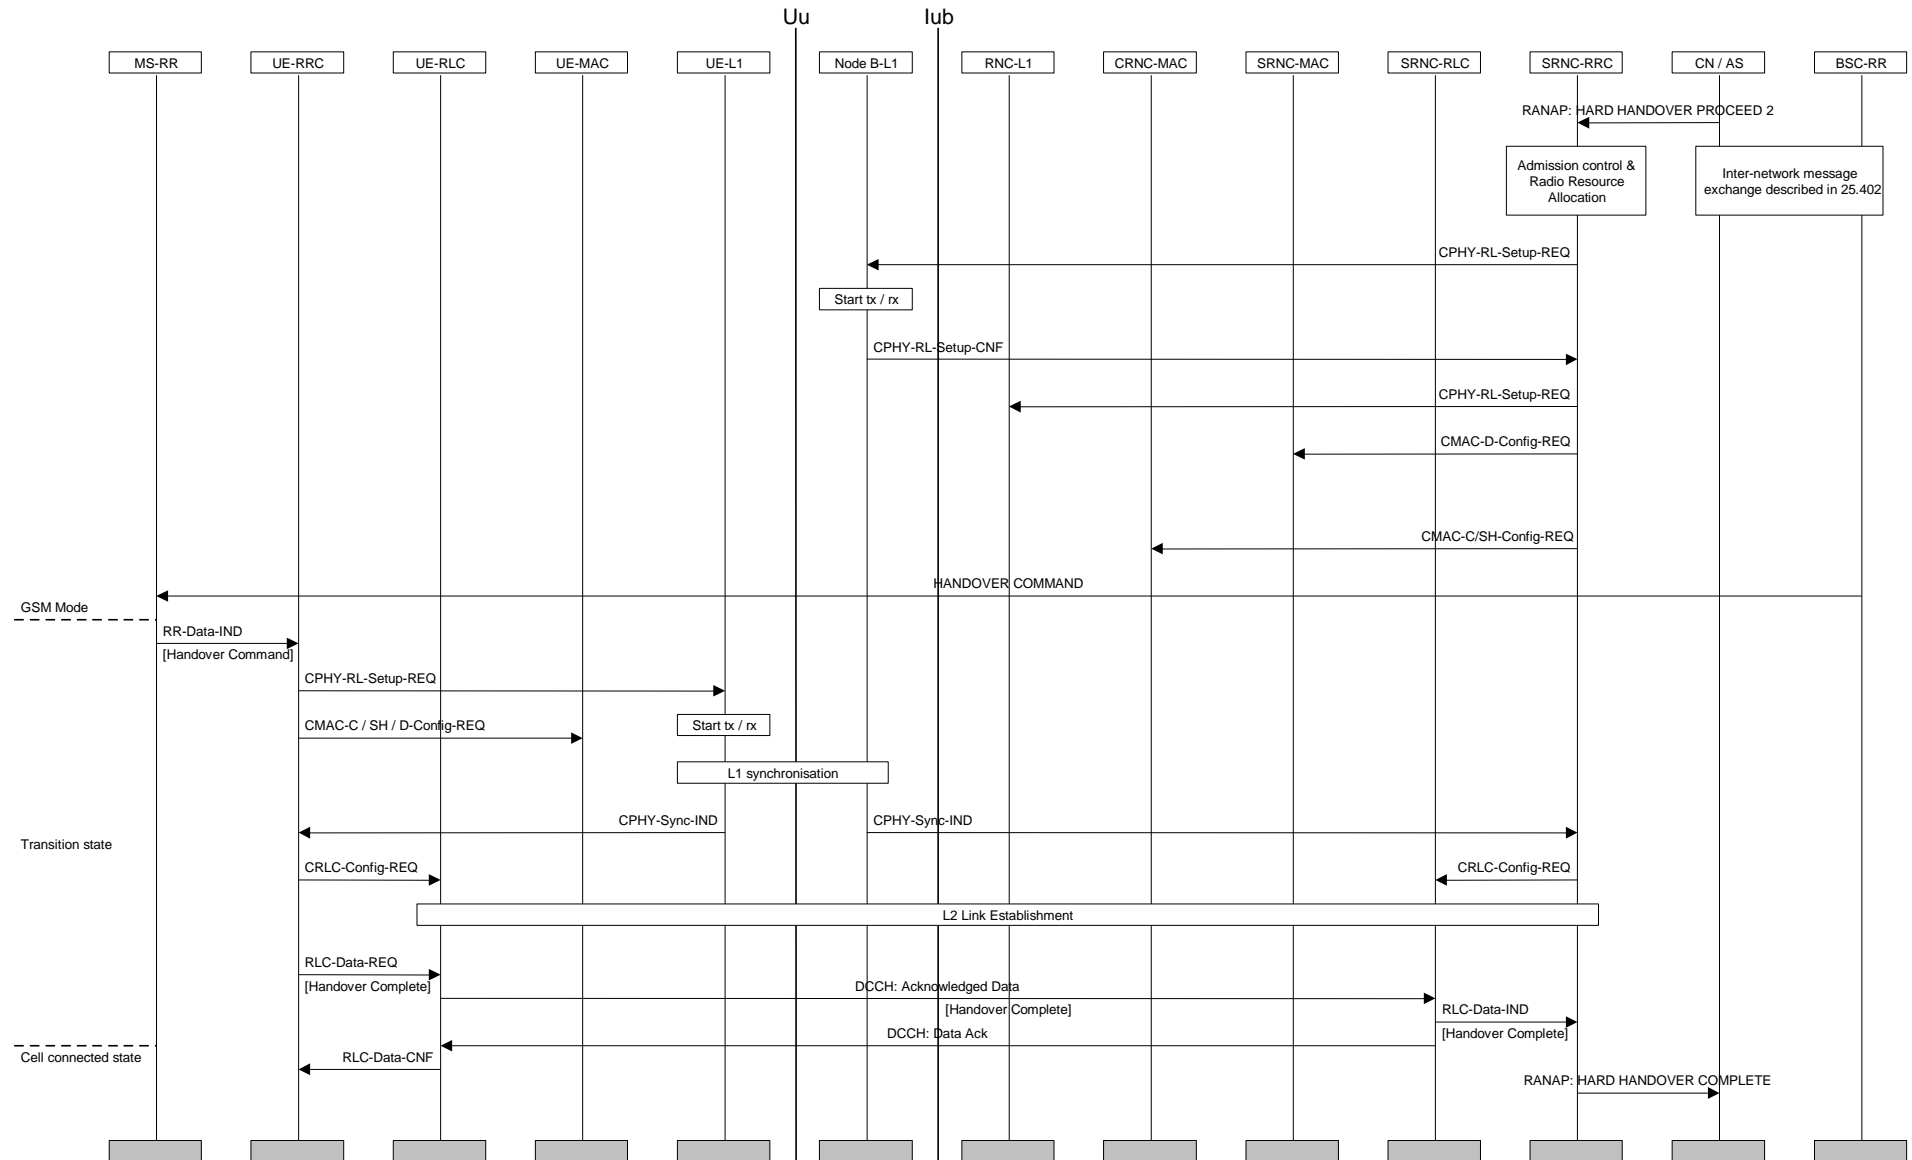 Uu
Iub
MS-RR
UE-RRC
UE-RLC
UE-MAC
UE-L1
Node B-L1
RNC-L1
CRNC-MAC
SRNC-MAC
SRNC-RLC
SRNC-RRC
CN / AS
BSC-RR
RANAP: HARD HANDOVER PROCEED 2
Admission control &
Radio Resource
Allocation
Inter-network message
exchange described in 25.402
CPHY-RL-Setup-REQ
Start tx / rx
CPHY-RL-Setup-CNF
CPHY-RL-Setup-REQ
CMAC-D-Config-REQ
CMAC-C/SH-Config-REQ
HANDOVER COMMAND
GSM Mode
RR-Data-IND
[Handover Command]
CPHY-RL-Setup-REQ
CMAC-C / SH / D-Config-REQ
Start tx / rx
L1 synchronisation
CPHY-Sync-IND
CPHY-Sync-IND
Transition state
CRLC-Config-REQ
CRLC-Config-REQ
L2 Link Establishment
RLC-Data-REQ
[Handover Complete]
DCCH: Acknowledged Data
[Handover Complete]
RLC-Data-IND
[Handover Complete]
DCCH: Data Ack
Cell connected state
RLC-Data-CNF
RANAP: HARD HANDOVER COMPLETE